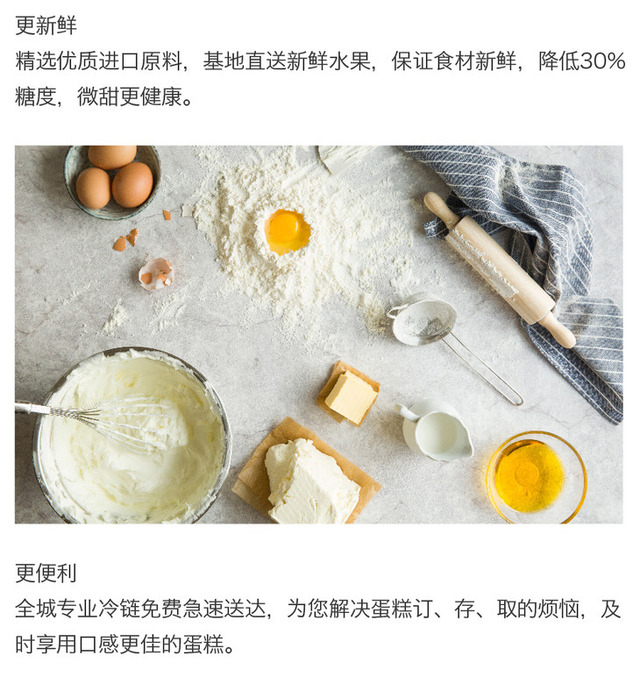 更新鲜
精选优质进口原料，基地直送新鲜水果，保证食材新鲜，降低30%
糖度，微甜更健康。
更便利
全城专业冷链免费急速送达，为您解决蛋糕订、存、取的烦恼，及
时享用口感更佳的蛋糕。